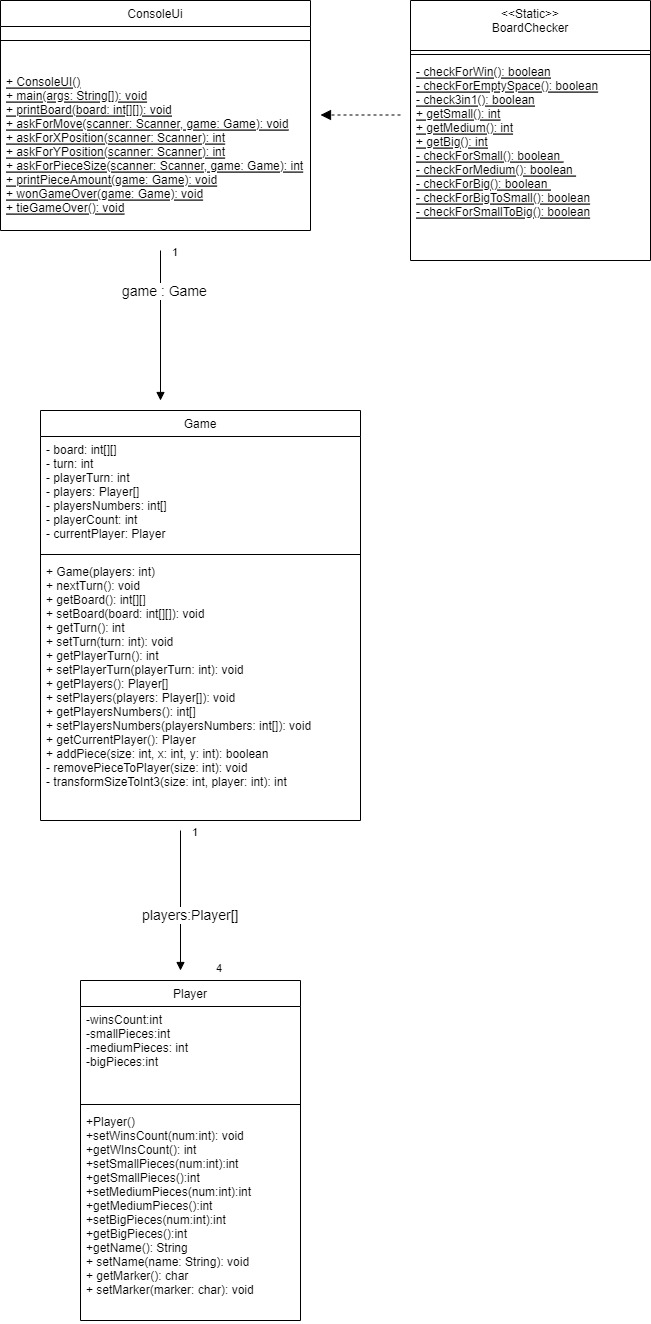 ConsoleUi
+ ConsoleUI()
+ main(args: String[]): void
+ printBoard(board: int[][]): void
+ askForMove(scanner: Scanner, game: Game): void
+ askForXPosition(scanner: Scanner): int
+ askForYPosition(scanner: Scanner): int
+ askForPieceSize(scanner: Scanner, game: Game): int
+ printPieceAmount(game: Game): void
+ wonGameOver(game: Game): void
+ tieGameOver(): void
<<Static>>
BoardChecker
- checkForWin(): boolean
- checkForEmptySpace(): boolean
- check3in1(): boolean
+ getSmall(): int
+ getMedium(): int
+ getBig(): int
- checkForSmall(): boolean
- checkForMedium(): boolean
- checkForBig(): boolean
- checkForBigToSmall(): boolean
- checkForSmallToBig(): boolean
1
game : Game
Game
- board: int[][]
- turn: int
- playerTurn: int
- players: Player[]
- playersNumbers: int[]
- playerCount: int
- currentPlayer: Player
+ Game(players: int)
+ nextTurn(): void
+ getBoard(): int[][]
+ setBoard(board: int[][]): void
+ getTurn(): int
+ setTurn(turn: int): void
+ getPlayerTurn(): int
+ setPlayerTurn(playerTurn: int): void
+ getPlayers(): Player[]
+ setPlayers(players: Player[]): void
+ getPlayersNumbers(): int[]
+ setPlayersNumbers(playersNumbers: int[]): void
+ getCurrentPlayer(): Player
+ addPiece(size: int, x: int, y: int): boolean
- removePieceToPlayer(size: int): void
- transformSizeToInt3(size: int, player: int): int
1
players:Player[]
4
Player
-winsCount:int
-smallPieces:int
-mediumPieces: int
-bigPieces:int
+Player()
+setWinsCount(num:int): void
+getWInsCount(): int
+setSmallPieces(num:int):int
+getSmallPieces():int
+setMediumPieces(num:int):int
+getMediumPieces():int
+setBigPieces(num:int):int
+getBigPieces():int
+getName(): String
+ setName(name: String): void
+ getMarker(): char
+ setMarker(marker: char): void